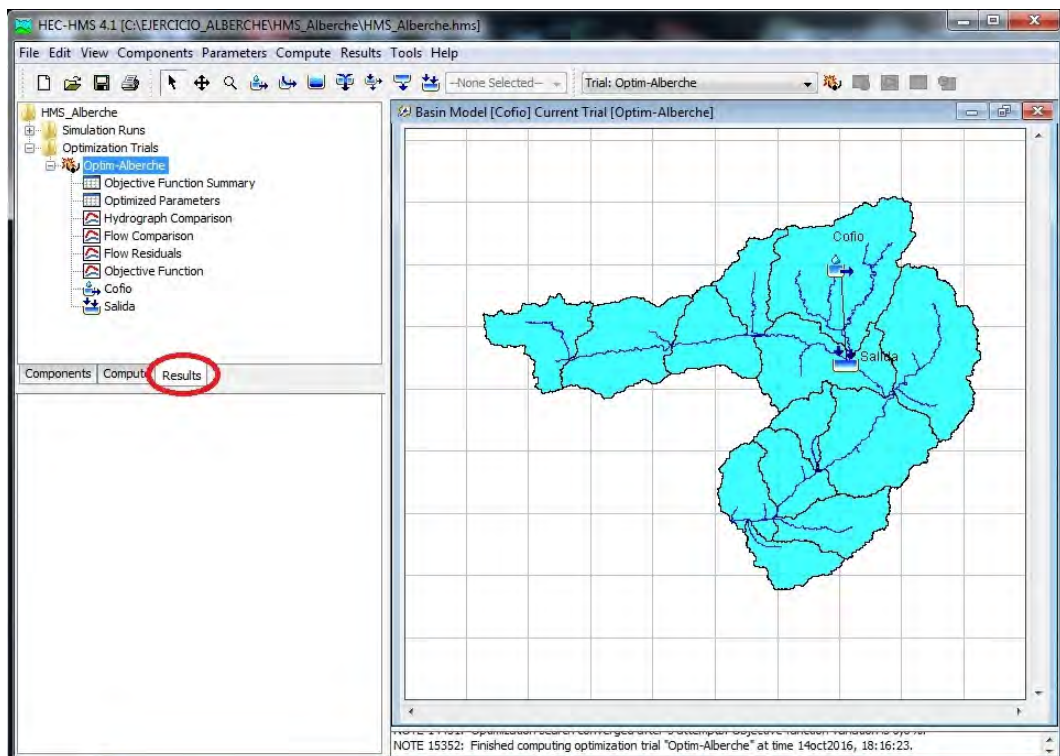 HEC-HMS 4.1 [C:\EJERCICIO_ALBERCHE\HMS_Alberche\HMS_Alberche.hms]
File Edit View Components Parameters Compute Results Tools Help
--None Selected-- Trial: Optim-Alberche
HMS_Alberche
Simulation Runs
Optimization Trials
Optim-Alberche
Objective Function Summary
Optimized Parameters
Hydrograph Comparison
Flow Comparison
Flow Residuals
Objective Function
Cofio
Salida
Components Compute Results
Basin Model [Cofio] Current Trial [Optim-Alberche]
Cofio
Salida
NOTE 15352: Finished computing optimization trial "Optim-Alberche" at time 14oct2016, 18:16:23.